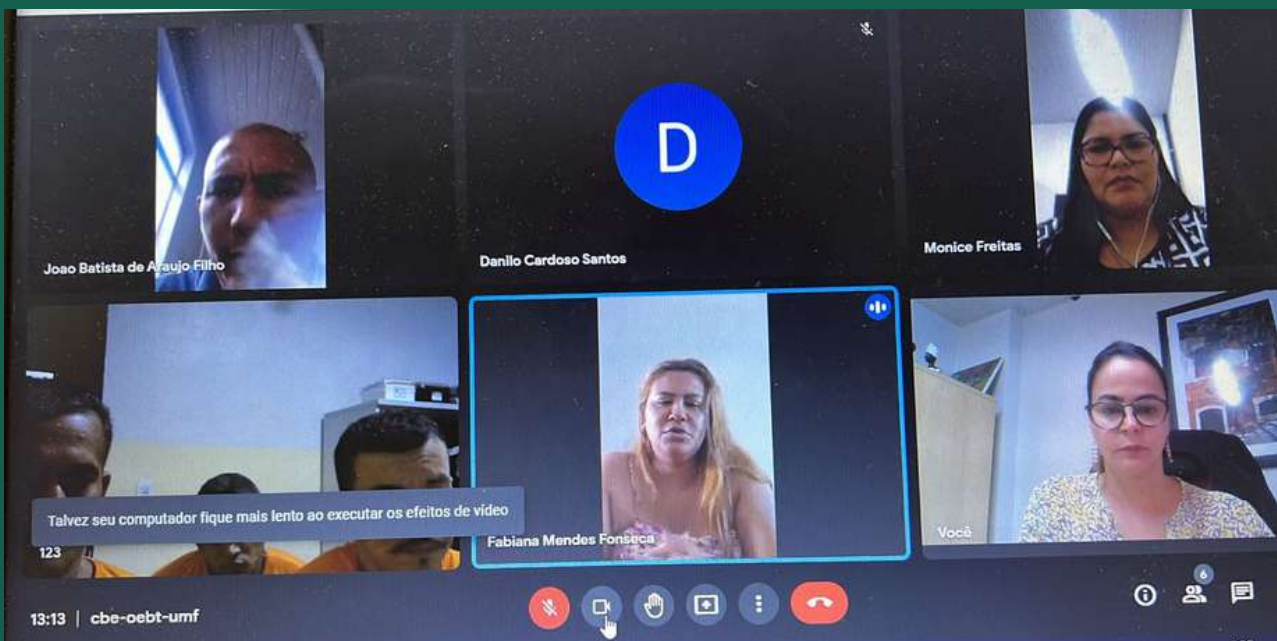 D
Joao Batista de Araujo Filho
Danilo Cardoso Santos
Monice Freitas
Talvez seu computador fique mais lento ao executar os efeitos de vídeo
123
Fabiana Mendes Fonseca
Você
13:13 | cbe-oebt-umf
6